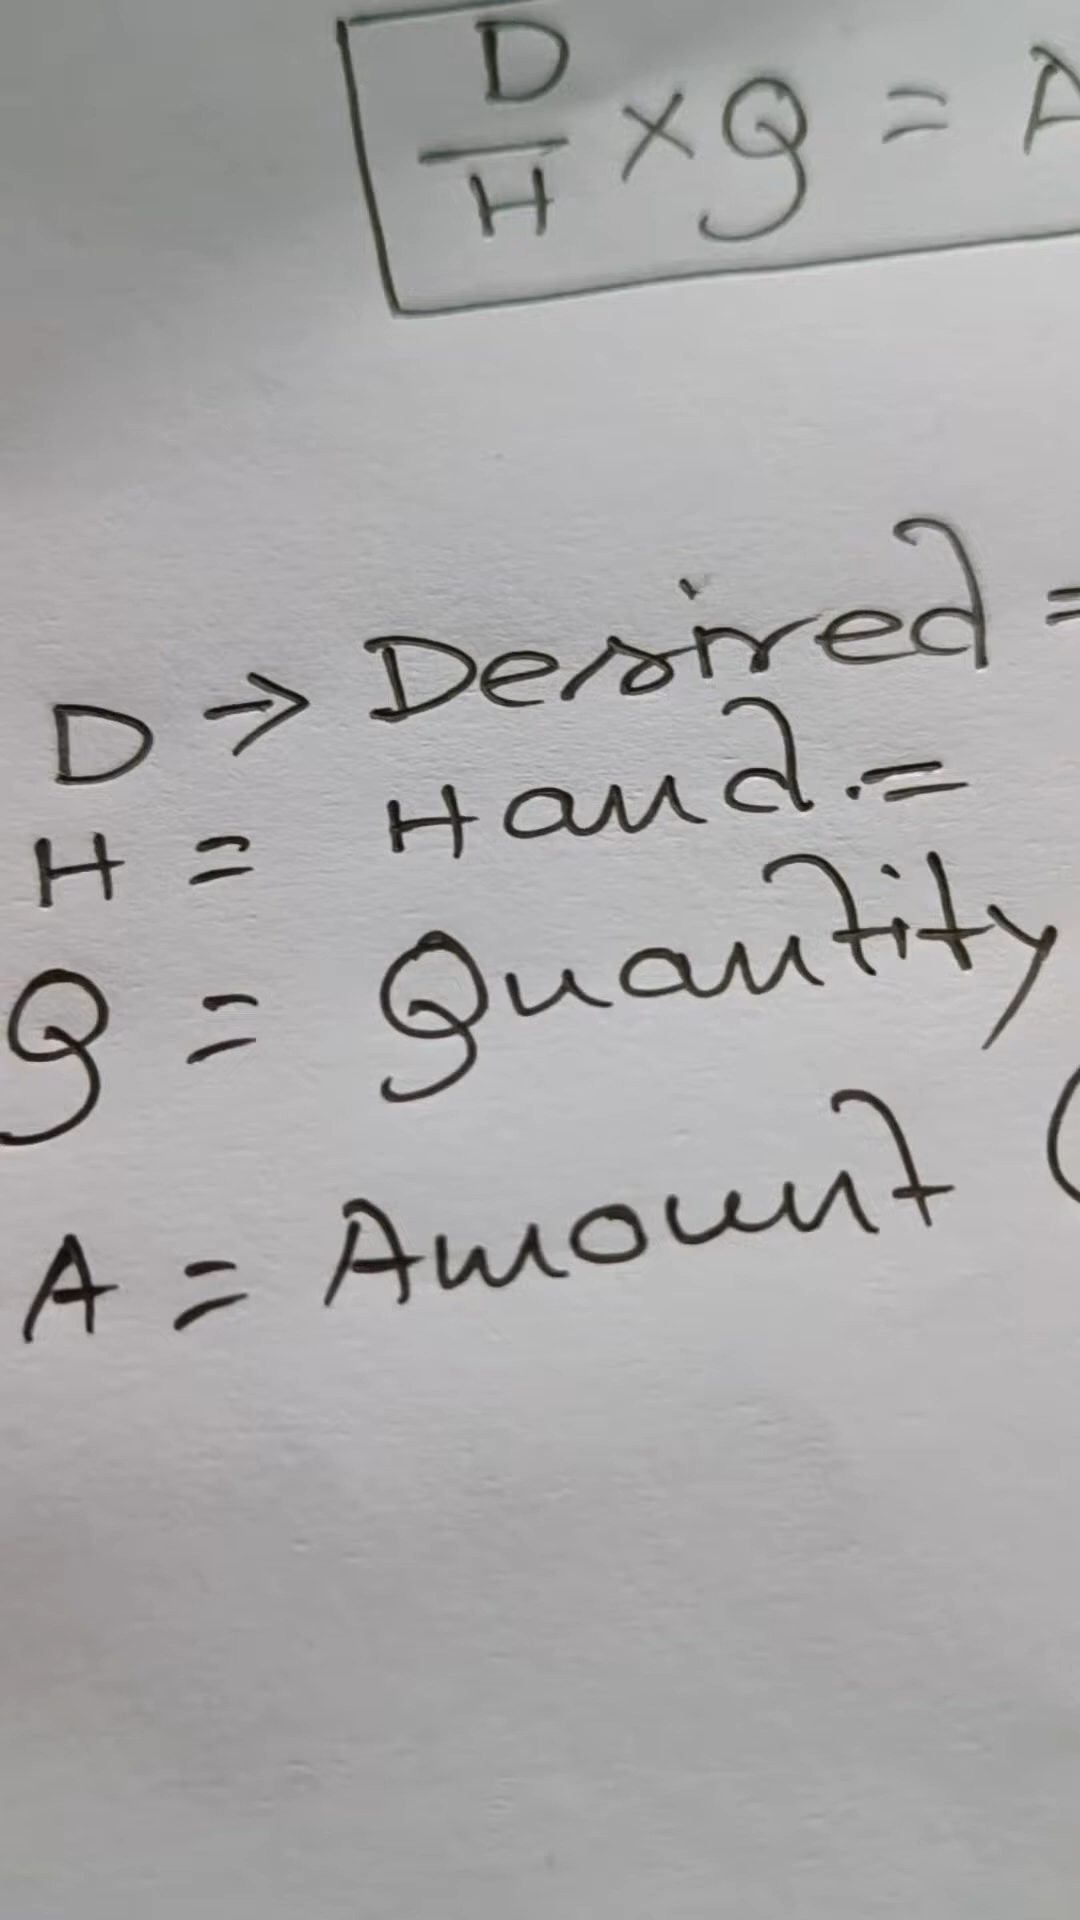 D/H × Q = A
D → Desired =
H = Hand. =
Q = Quantity
A = Amount (